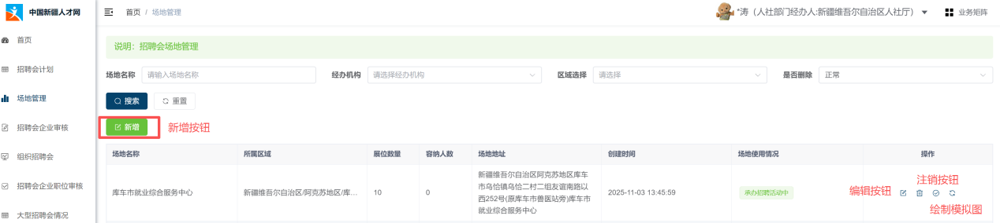 中国新疆人才网
首页 / 场地管理
*涛（人社部门经办人:新疆维吾尔自治区人社厅）
业务矩阵
首页
招聘会计划
场地管理
招聘会企业审核
组织招聘会
招聘会企业职位审核
大型招聘会情况
说明：招聘会场地管理
场地名称 请输入场地名称 经办机构 请选择经办机构 区域选择 请选择 是否删除 正常
搜索 重置
新增 新增按钮
场地名称 所属区域 展位数量 容纳人数 场地地址 创建时间 场地使用情况 操作
库车市就业综合服务中心 新疆维吾尔自治区/阿克苏地区/库... 10 0
新疆维吾尔自治区阿克苏地区库车
市乌恰镇乌恰二村二组友谊南路以
西252号(原库车市兽医站旁)库车市
就业综合服务中心
2025-11-03 13:45:59 承办招聘活动中
注销按钮
编辑按钮
绘制模拟图